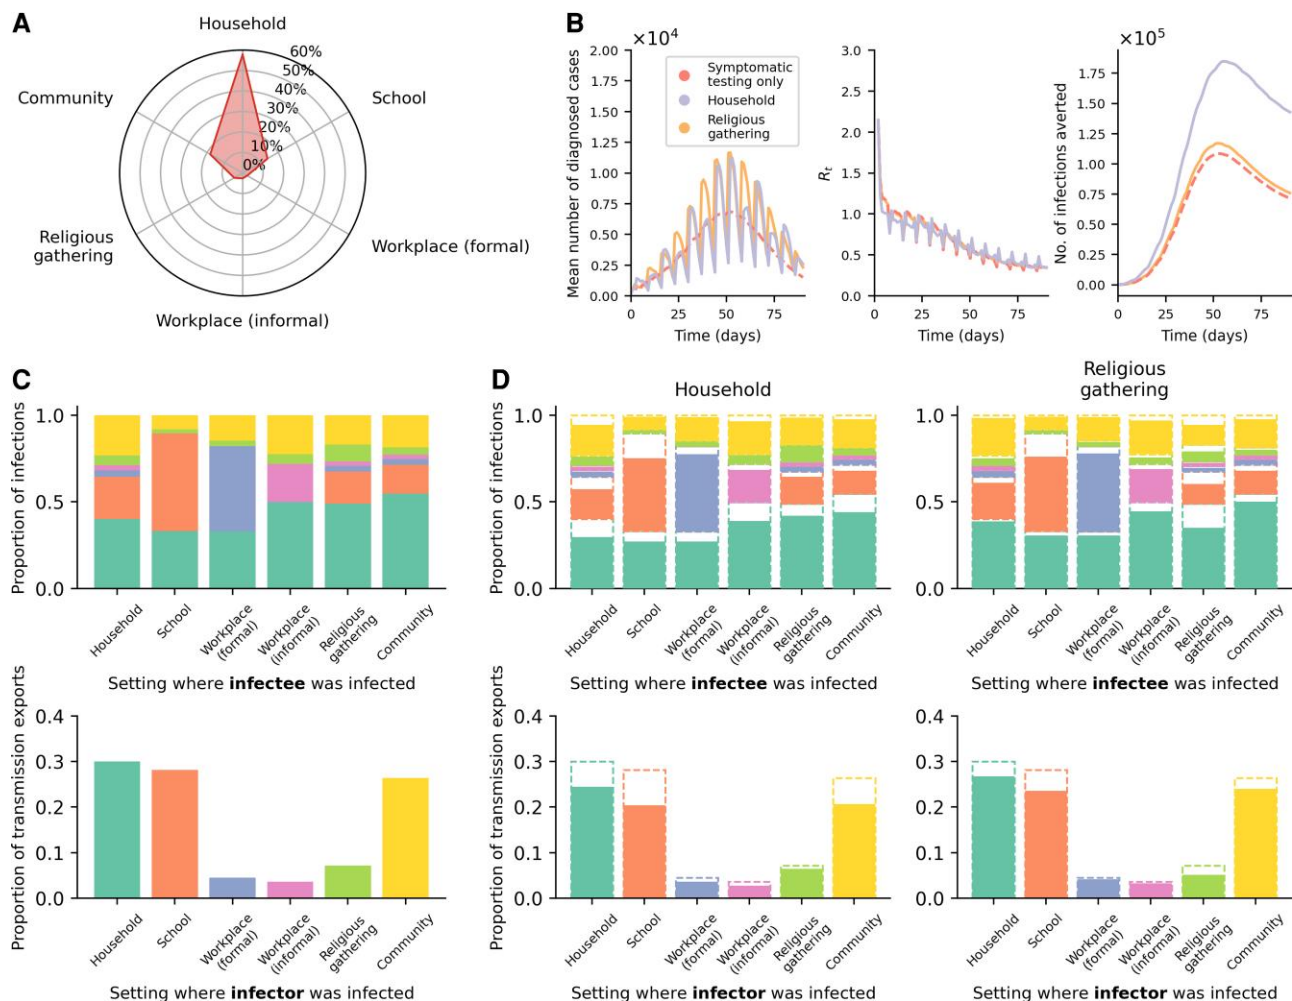 A
Household
60%
50%
40%
30%
20%
10%
0%
Community
School
Religious
gathering
Workplace (formal)
Workplace (informal)
B
×10⁴
Mean number of diagnosed cases
2.00
1.75
1.50
1.25
1.00
0.75
0.50
0.25
0.00
Symptomatic
testing only
Household
Religious
gathering
0
25
50
75
Time (days)
Rt
3.0
2.5
2.0
1.5
1.0
0.5
0.0
0
25
50
75
Time (days)
×10⁵
No. of infections averted
1.75
1.50
1.25
1.00
0.75
0.50
0.25
0.00
0
25
50
75
Time (days)
C
Proportion of infections
1.0
0.5
0.0
Household
School
Workplace
(formal)
Workplace
(informal)
Religious
gathering
Community
Setting where infectee was infected
Proportion of transmission exports
0.4
0.3
0.2
0.1
0.0
Household
School
Workplace
(formal)
Workplace
(informal)
Religious
gathering
Community
Setting where infector was infected
D
Household
Proportion of infections
1.0
0.5
0.0
Household
School
Workplace
(formal)
Workplace
(informal)
Religious
gathering
Community
Setting where infectee was infected
Religious
gathering
1.0
0.5
0.0
Household
School
Workplace
(formal)
Workplace
(informal)
Religious
gathering
Community
Setting where infectee was infected
Proportion of transmission exports
0.4
0.3
0.2
0.1
0.0
Household
School
Workplace
(formal)
Workplace
(informal)
Religious
gathering
Community
Setting where infector was infected
0.4
0.3
0.2
0.1
0.0
Household
School
Workplace
(formal)
Workplace
(informal)
Religious
gathering
Community
Setting where infector was infected